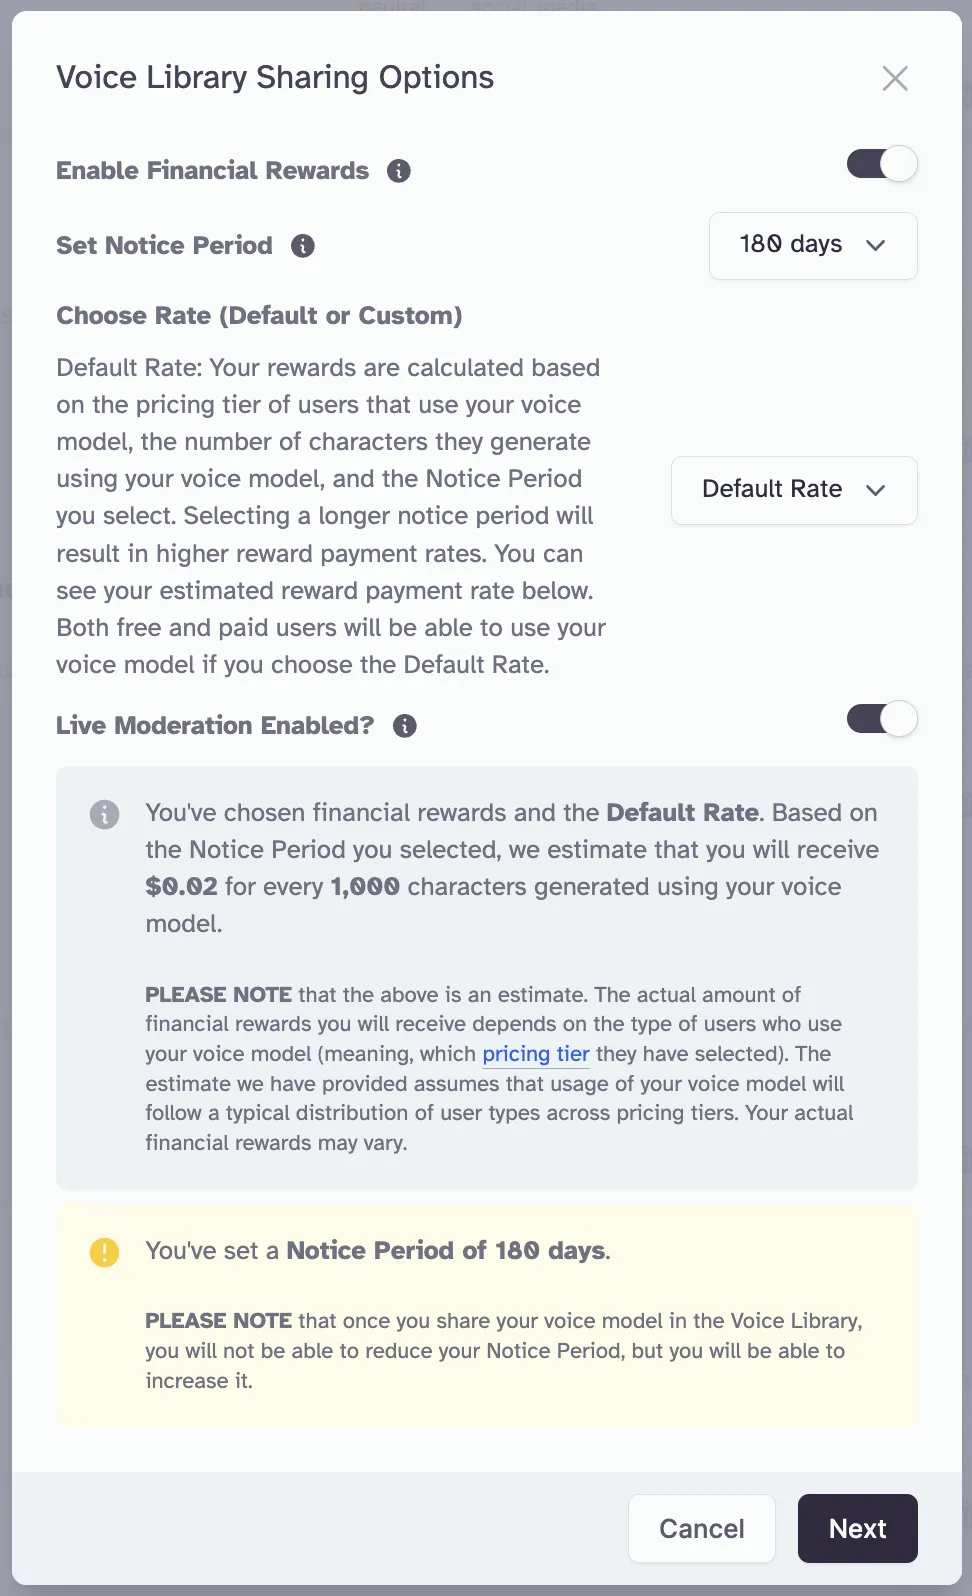 neutral social media
Voice Library Sharing Options
Enable Financial Rewards
Set Notice Period
180 days
Choose Rate (Default or Custom)
Default Rate: Your rewards are calculated based
on the pricing tier of users that use your voice
model, the number of characters they generate
using your voice model, and the Notice Period
you select. Selecting a longer notice period will
result in higher reward payment rates. You can
see your estimated reward payment rate below.
Both free and paid users will be able to use your
voice model if you choose the Default Rate.
Default Rate
Live Moderation Enabled?
You've chosen financial rewards and the Default Rate. Based on
the Notice Period you selected, we estimate that you will receive
$0.02 for every 1,000 characters generated using your voice
model.
PLEASE NOTE that the above is an estimate. The actual amount of
financial rewards you will receive depends on the type of users who use
your voice model (meaning, which pricing tier they have selected). The
estimate we have provided assumes that usage of your voice model will
follow a typical distribution of user types across pricing tiers. Your actual
financial rewards may vary.
You've set a Notice Period of 180 days.
PLEASE NOTE that once you share your voice model in the Voice Library,
you will not be able to reduce your Notice Period, but you will be able to
increase it.
Cancel
Next